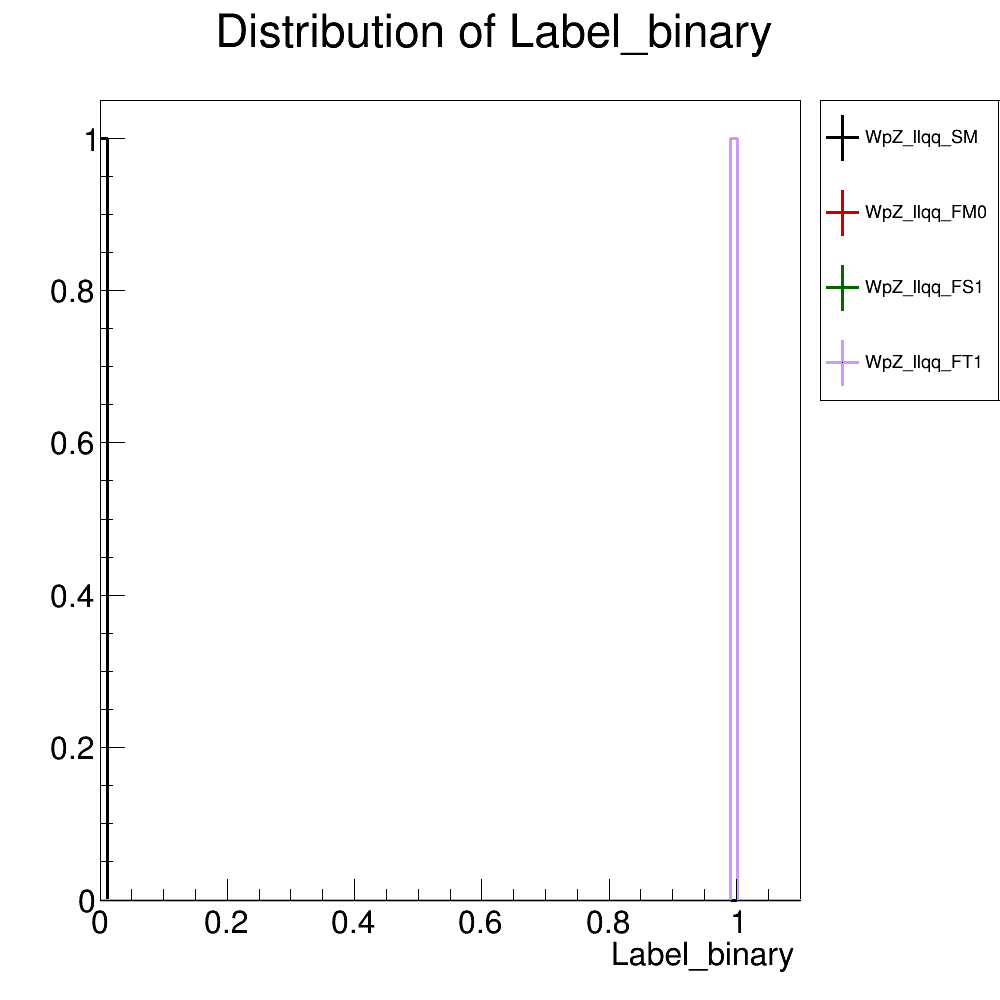 Distribution of Label_binary
1
0.8
0.6
0.4
0.2
0
0 0.2 0.4 0.6 0.8 1
Label_binary
WpZ_llqq_SM
WpZ_llqq_FM0
WpZ_llqq_FS1
WpZ_llqq_FT1